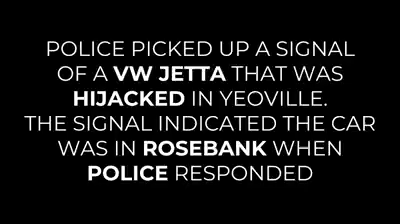 POLICE PICKED UP A SIGNAL
OF A VW JETTA THAT WAS
HIJACKED IN YEOVILLE.
THE SIGNAL INDICATED THE CAR
WAS IN ROSEBANK WHEN
POLICE RESPONDED